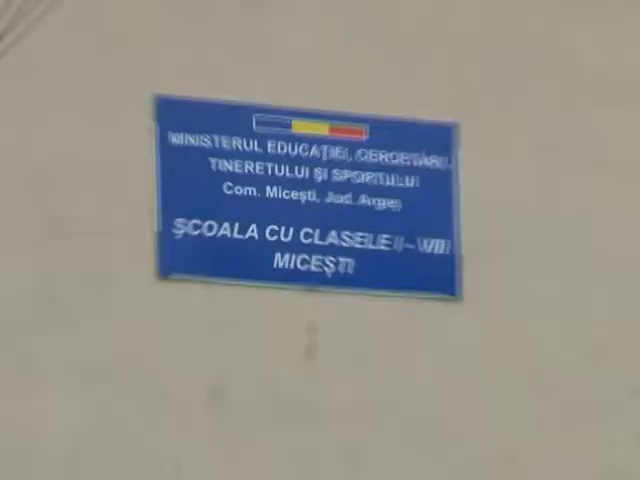 MINISTERUL EDUCAȚIEI, CERCETĂRII,
TINERETULUI ȘI SPORTULUI
Com. Micești, Jud. Argeș
ȘCOALA CU CLASELE I - VIII
MICEȘTI